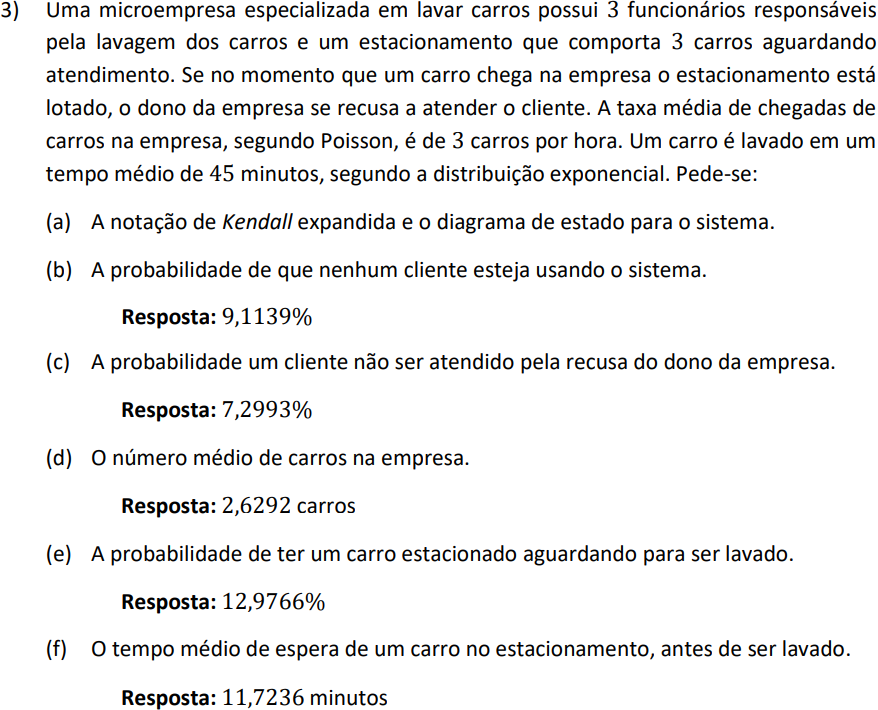 3) Uma microempresa especializada em lavar carros possui 3 funcionários responsáveis
pela lavagem dos carros e um estacionamento que comporta 3 carros aguardando
atendimento. Se no momento que um carro chega na empresa o estacionamento está
lotado, o dono da empresa se recusa a atender o cliente. A taxa média de chegadas de
carros na empresa, segundo Poisson, é de 3 carros por hora. Um carro é lavado em um
tempo médio de 45 minutos, segundo a distribuição exponencial. Pede-se:
(a) A notação de Kendall expandida e o diagrama de estado para o sistema.
(b) A probabilidade de que nenhum cliente esteja usando o sistema.
Resposta: 9,1139%
(c) A probabilidade um cliente não ser atendido pela recusa do dono da empresa.
Resposta: 7,2993%
(d) O número médio de carros na empresa.
Resposta: 2,6292 carros
(e) A probabilidade de ter um carro estacionado aguardando para ser lavado.
Resposta: 12,9766%
(f) O tempo médio de espera de um carro no estacionamento, antes de ser lavado.
Resposta: 11,7236 minutos